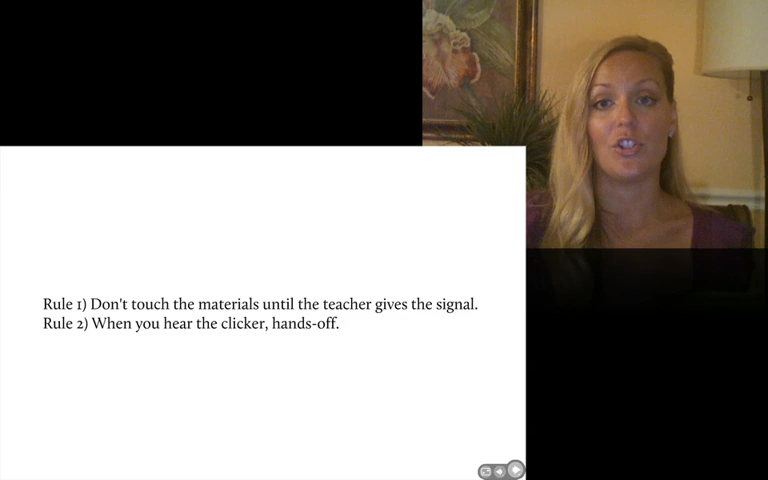 Rule 1) Don't touch the materials until the teacher gives the signal.
Rule 2) When you hear the clicker, hands-off.